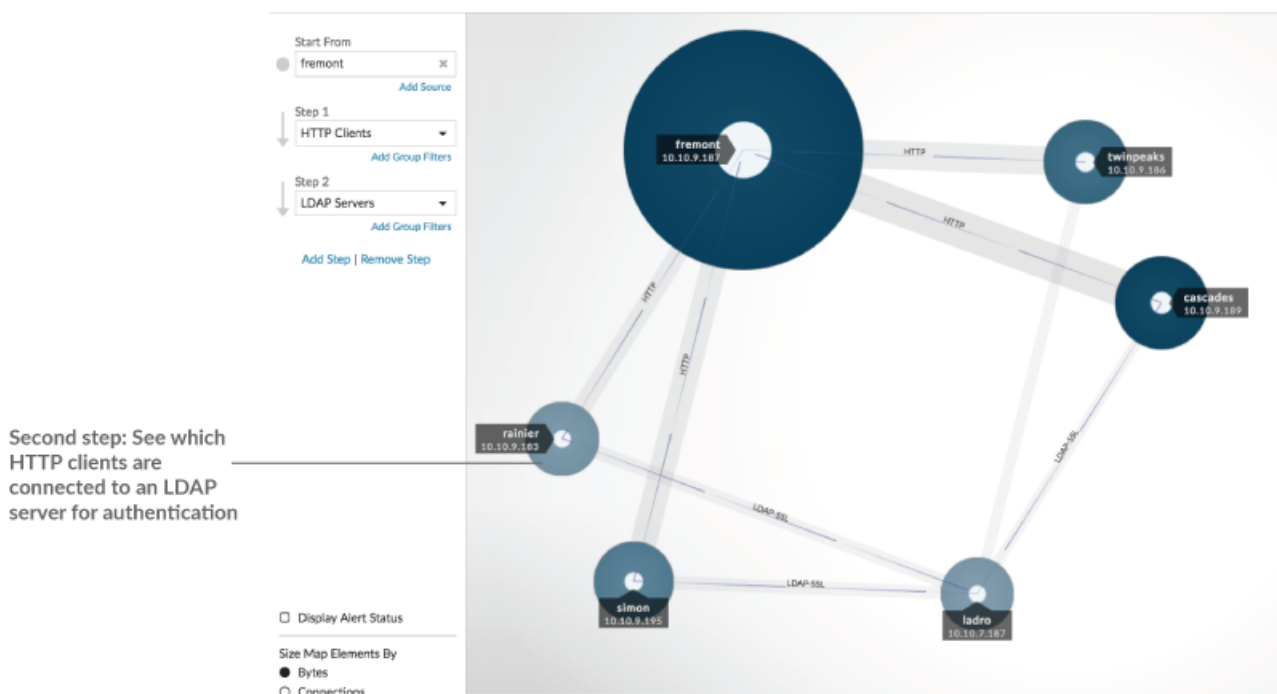 Start From
fremont
Add Source
Step 1
HTTP Clients
Add Group Filters
Step 2
LDAP Servers
Add Group Filters
Add Step | Remove Step
Second step: See which
HTTP clients are
connected to an LDAP
server for authentication
Display Alert Status
Size Map Elements By
Bytes
Connections
fremont
10.10.9.187
HTTP
twinpeaks
10.10.9.186
HTTP
cascades
10.10.9.189
HTTP
HTTP
rainier
10.10.9.183
LDAP-SSL
LDAP-SSL
LDAP-SSL
simon
10.10.9.195
ladro
10.10.7.187